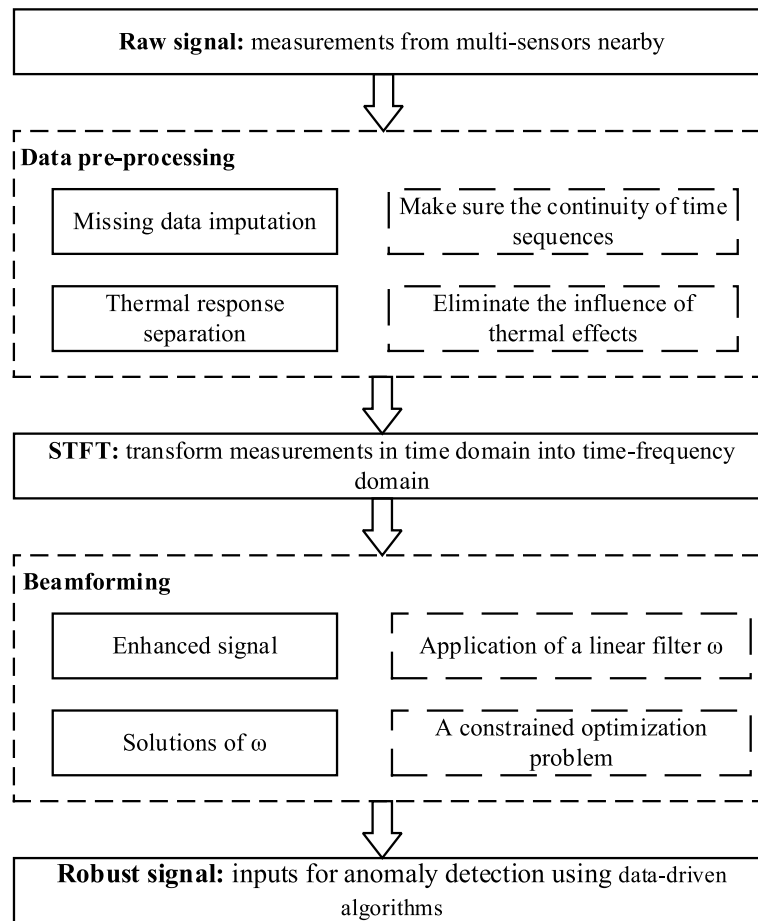 Raw signal: measurements from multi-sensors nearby
Data pre-processing
Missing data imputation
Make sure the continuity of time
sequences
Thermal response
separation
Eliminate the influence of
thermal effects
STFT: transform measurements in time domain into time-frequency
domain
Beamforming
Enhanced signal
Application of a linear filter ω
Solutions of ω
A constrained optimization
problem
Robust signal: inputs for anomaly detection using data-driven
algorithms